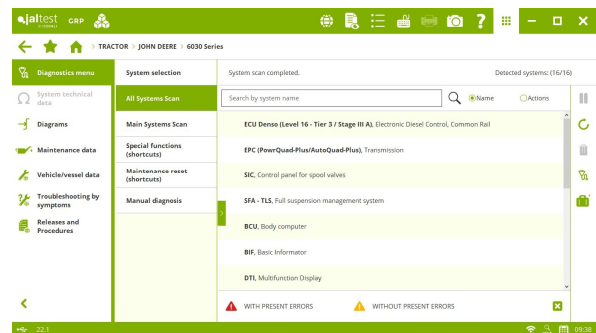 jaltest GRP
TRACTOR > JOHN DEERE > 6030 Series
Diagnostics menu
System technical data
Diagrams
Maintenance data
Vehicle/vessel data
Troubleshooting by symptoms
Releases and Procedures
System selection
All Systems Scan
Main Systems Scan
Special functions (shortcuts)
Maintenance reset (shortcuts)
Manual diagnosis
System scan completed. Detected systems: (16/16)
Search by system name Name Actions
ECU Denso (Level 16 - Tier 3 / Stage III A), Electronic Diesel Control, Common Rail
EPC (PowrQuad-Plus/AutoQuad-Plus), Transmission
SIC, Control panel for spool valves
SFA - TLS, Full suspension management system
BCU, Body computer
BIF, Basic Informator
DTI, Multifunction Display
WITH PRESENT ERRORS WITHOUT PRESENT ERRORS
22.1 09:38